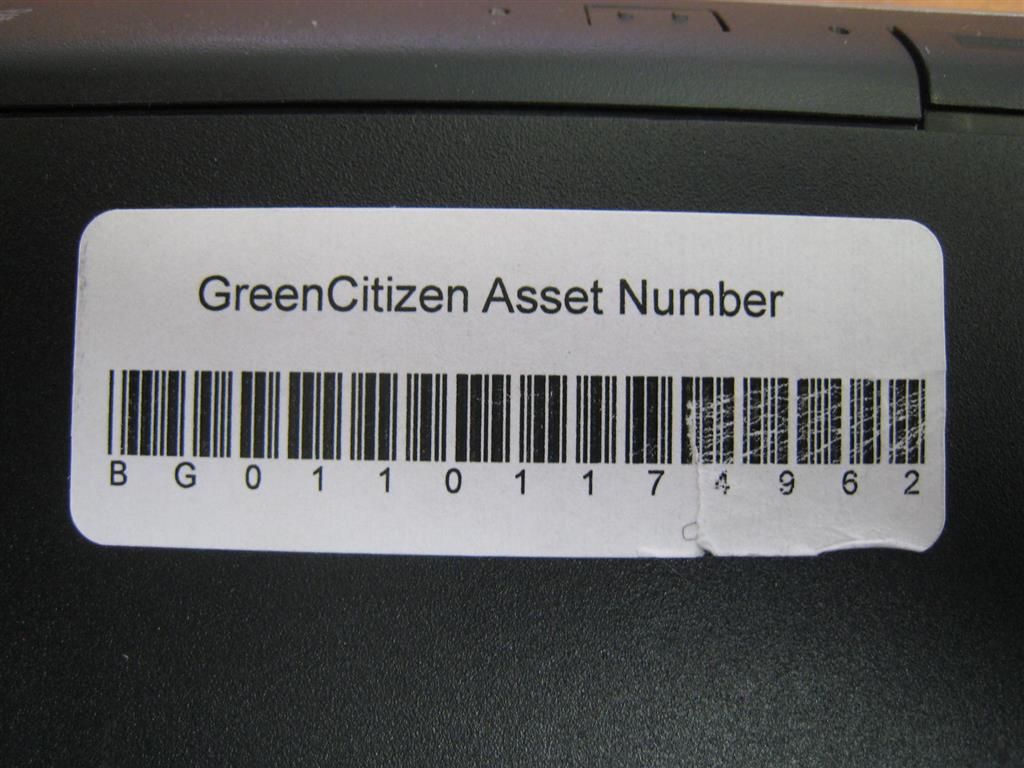 GreenCitizen Asset Number
B G 0 1 1 0 1 1 7 4 9 6 2